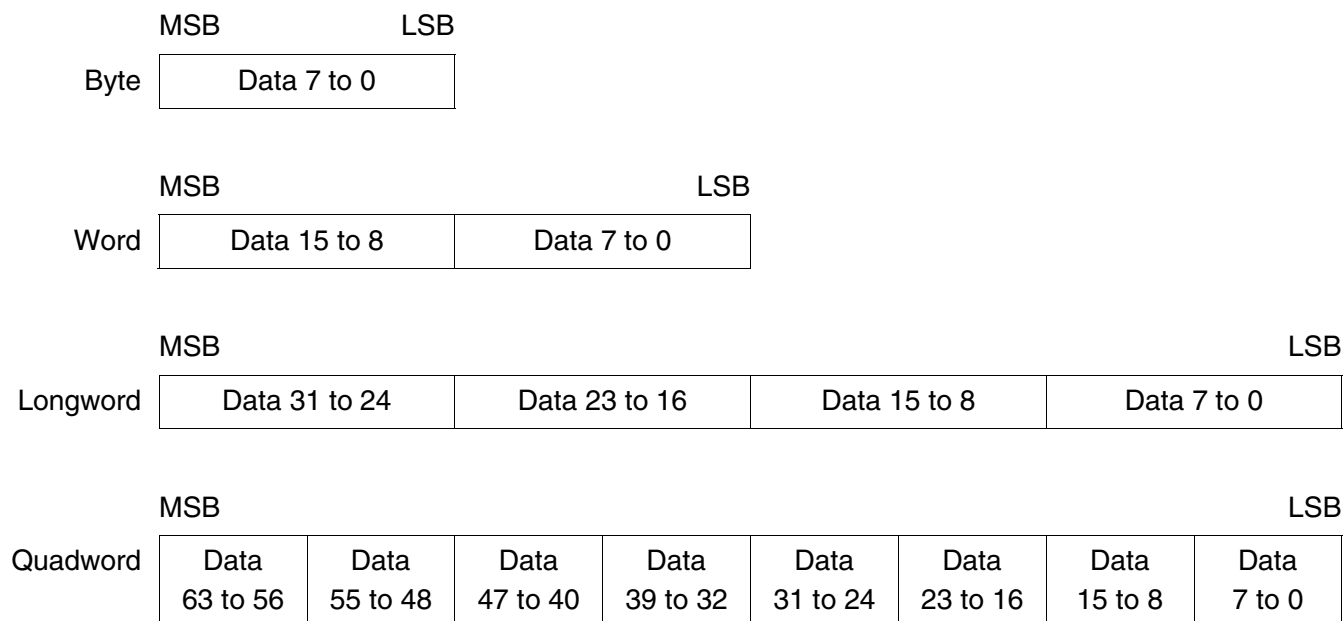 MSB LSB
Byte Data 7 to 0
MSB LSB
Word Data 15 to 8 Data 7 to 0
MSB LSB
Longword Data 31 to 24 Data 23 to 16 Data 15 to 8 Data 7 to 0
MSB LSB
Quadword Data Data Data Data Data Data Data Data
63 to 56 55 to 48 47 to 40 39 to 32 31 to 24 23 to 16 15 to 8 7 to 0